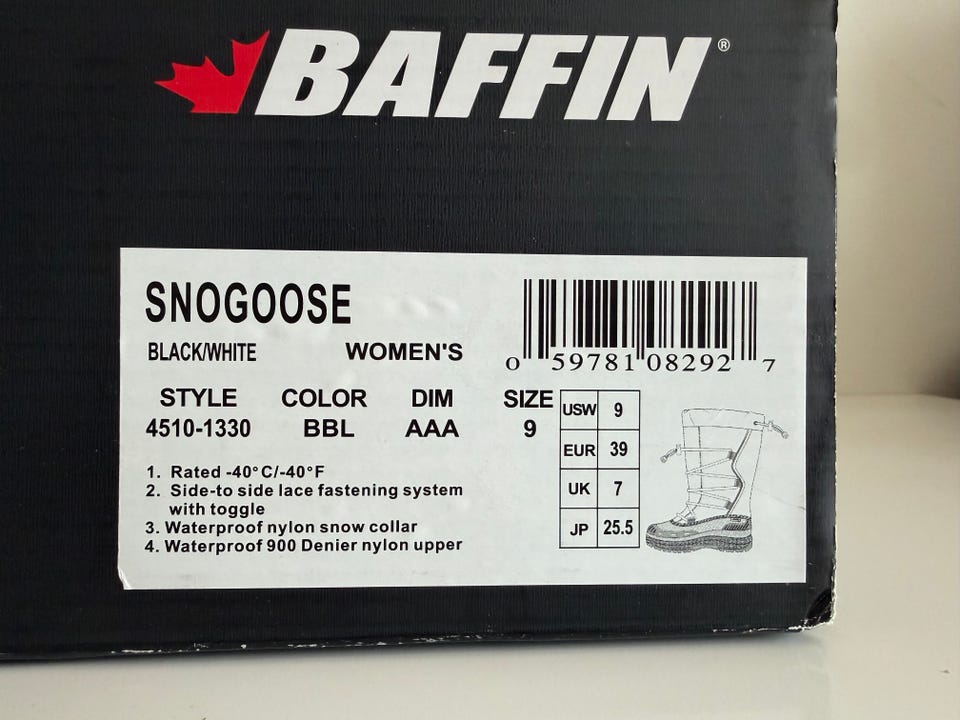 BAFFIN®
SNOGOOSE
BLACK/WHITE WOMEN'S
0 59781 08292 7
STYLE COLOR DIM SIZE
4510-1330 BBL AAA 9
USW 9
EUR 39
UK 7
JP 25.5
1. Rated -40°C/-40°F
2. Side-to side lace fastening system
with toggle
3. Waterproof nylon snow collar
4. Waterproof 900 Denier nylon upper